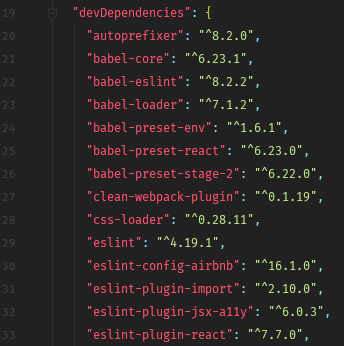 19 "devDependencies": {
20 "autoprefixer": "^8.2.0",
21 "babel-core": "^6.23.1",
22 "babel-eslint": "^8.2.2",
23 "babel-loader": "^7.1.2",
24 "babel-preset-env": "^1.6.1",
25 "babel-preset-react": "^6.23.0",
26 "babel-preset-stage-2": "^6.22.0",
27 "clean-webpack-plugin": "^0.1.19",
28 "css-loader": "^0.28.11",
29 "eslint": "^4.19.1",
30 "eslint-config-airbnb": "^16.1.0",
31 "eslint-plugin-import": "^2.10.0",
32 "eslint-plugin-jsx-a11y": "^6.0.3",
33 "eslint-plugin-react": "^7.7.0",